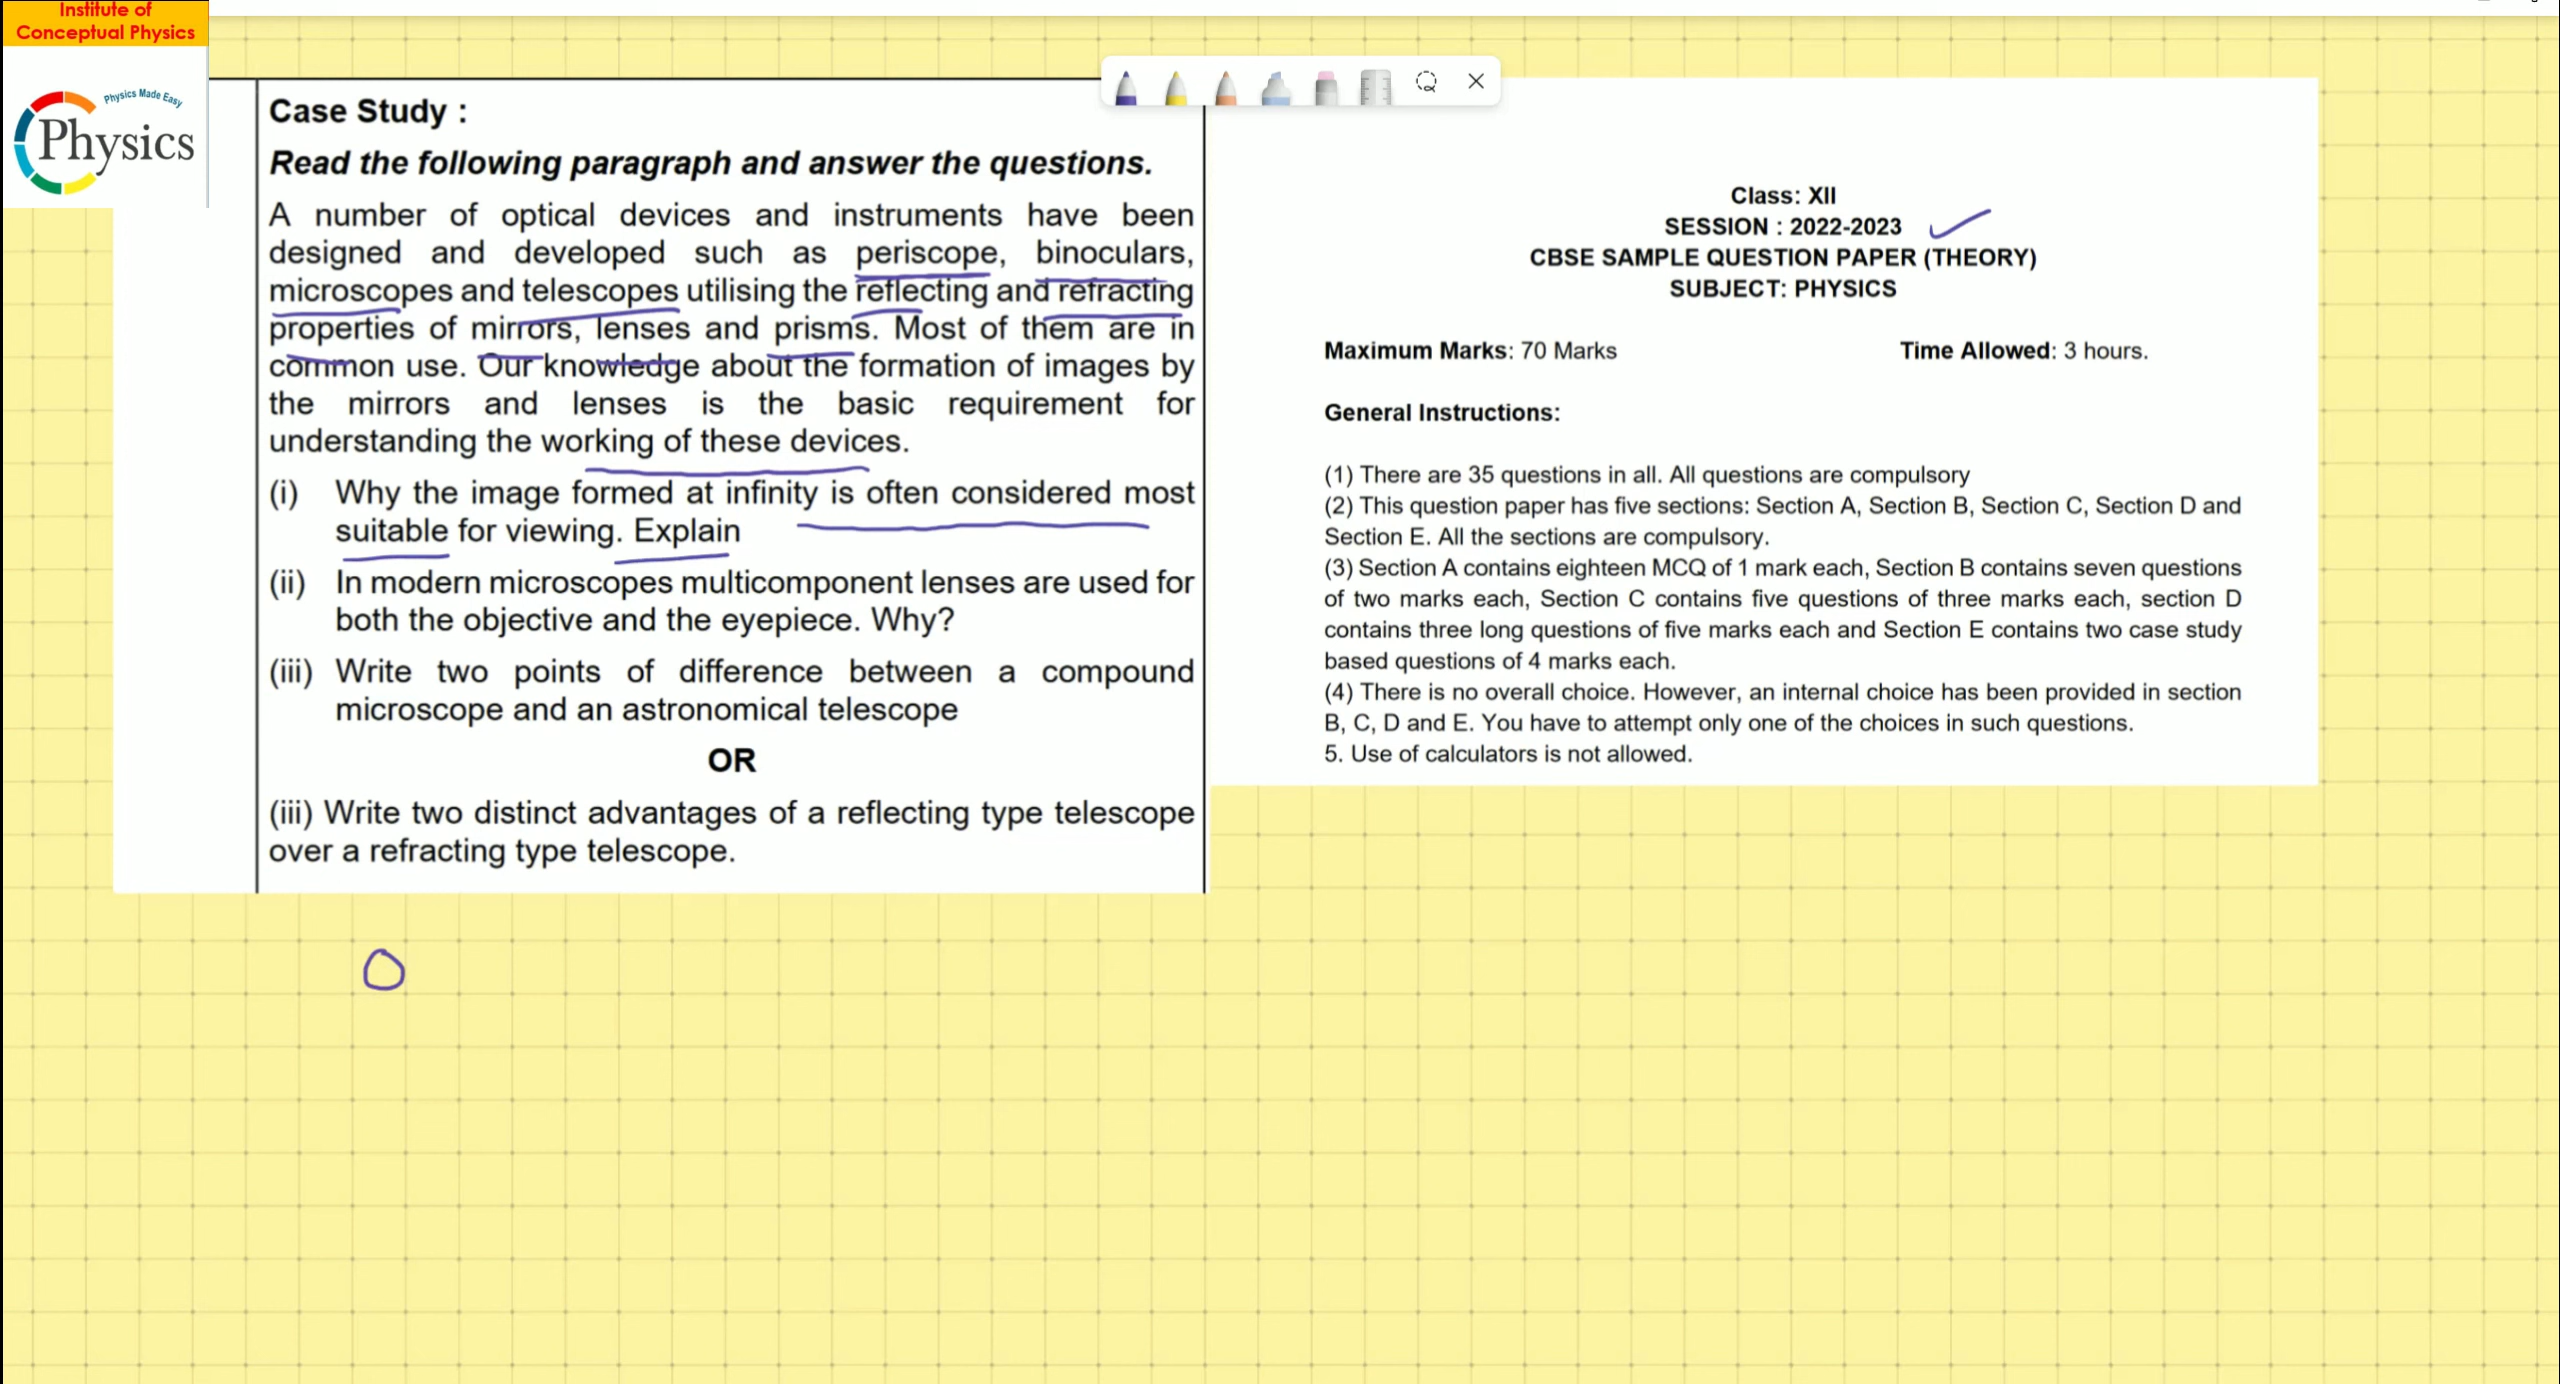 Institute of
Conceptual Physics
Physics Made Easy
Physics
Case Study :
Read the following paragraph and answer the questions.
A number of optical devices and instruments have been
designed and developed such as periscope, binoculars,
microscopes and telescopes utilising the reflecting and refracting
properties of mirrors, lenses and prisms. Most of them are in
common use. Our knowledge about the formation of images by
the mirrors and lenses is the basic requirement for
understanding the working of these devices.
(i) Why the image formed at infinity is often considered most
suitable for viewing. Explain
(ii) In modern microscopes multicomponent lenses are used for
both the objective and the eyepiece. Why?
(iii) Write two points of difference between a compound
microscope and an astronomical telescope
OR
(iii) Write two distinct advantages of a reflecting type telescope
over a refracting type telescope.
Class: XII
SESSION : 2022-2023
CBSE SAMPLE QUESTION PAPER (THEORY)
SUBJECT: PHYSICS
Maximum Marks: 70 Marks Time Allowed: 3 hours.
General Instructions:
(1) There are 35 questions in all. All questions are compulsory
(2) This question paper has five sections: Section A, Section B, Section C, Section D and
Section E. All the sections are compulsory.
(3) Section A contains eighteen MCQ of 1 mark each, Section B contains seven questions
of two marks each, Section C contains five questions of three marks each, section D
contains three long questions of five marks each and Section E contains two case study
based questions of 4 marks each.
(4) There is no overall choice. However, an internal choice has been provided in section
B, C, D and E. You have to attempt only one of the choices in such questions.
5. Use of calculators is not allowed.